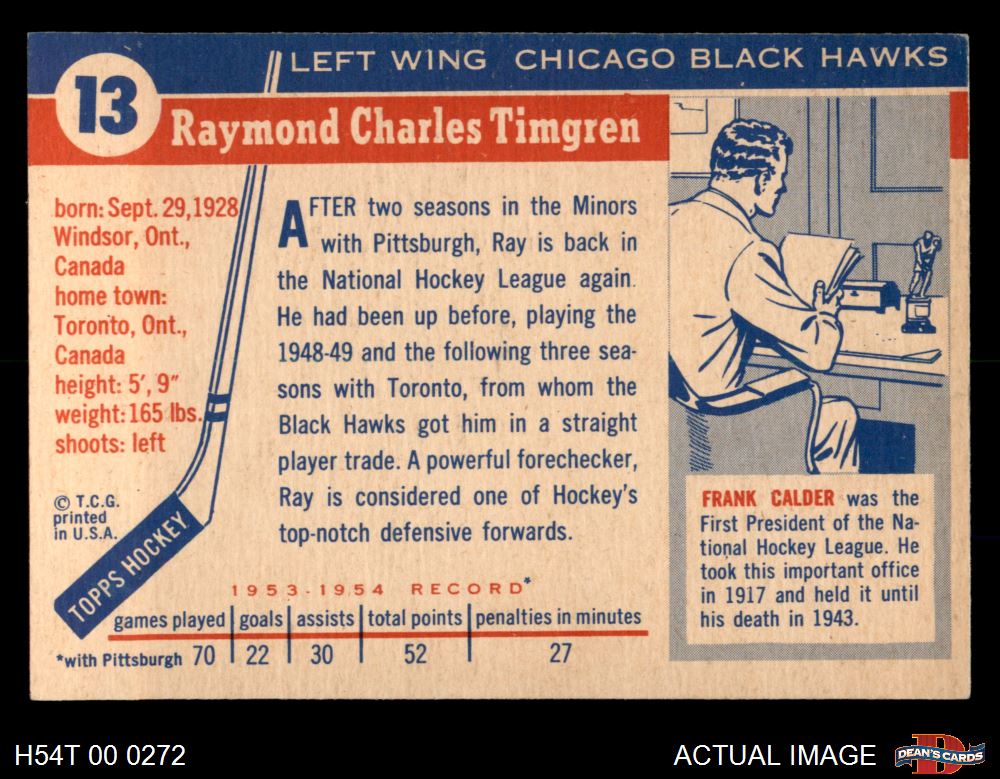 13
LEFT WING CHICAGO BLACK HAWKS
Raymond Charles Timgren
born: Sept. 29, 1928
Windsor, Ont.,
Canada
home town:
Toronto, Ont.,
Canada
height: 5', 9"
weight: 165 lbs.
shoots: left
© T.C.G.
printed
in U.S.A.
TOPPS HOCKEY
AFTER two seasons in the Minors
with Pittsburgh, Ray is back in
the National Hockey League again.
He had been up before, playing the
1948-49 and the following three sea-
sons with Toronto, from whom the
Black Hawks got him in a straight
player trade. A powerful forechecker,
Ray is considered one of Hockey's
top-notch defensive forwards.
FRANK CALDER was the
First President of the Na-
tional Hockey League. He
took this important office
in 1917 and held it until
his death in 1943.
1953-1954 RECORD*
games played goals assists total points penalties in minutes
*with Pittsburgh 70 22 30 52 27
H54T 00 0272
ACTUAL IMAGE
D
DEAN'S CARDS